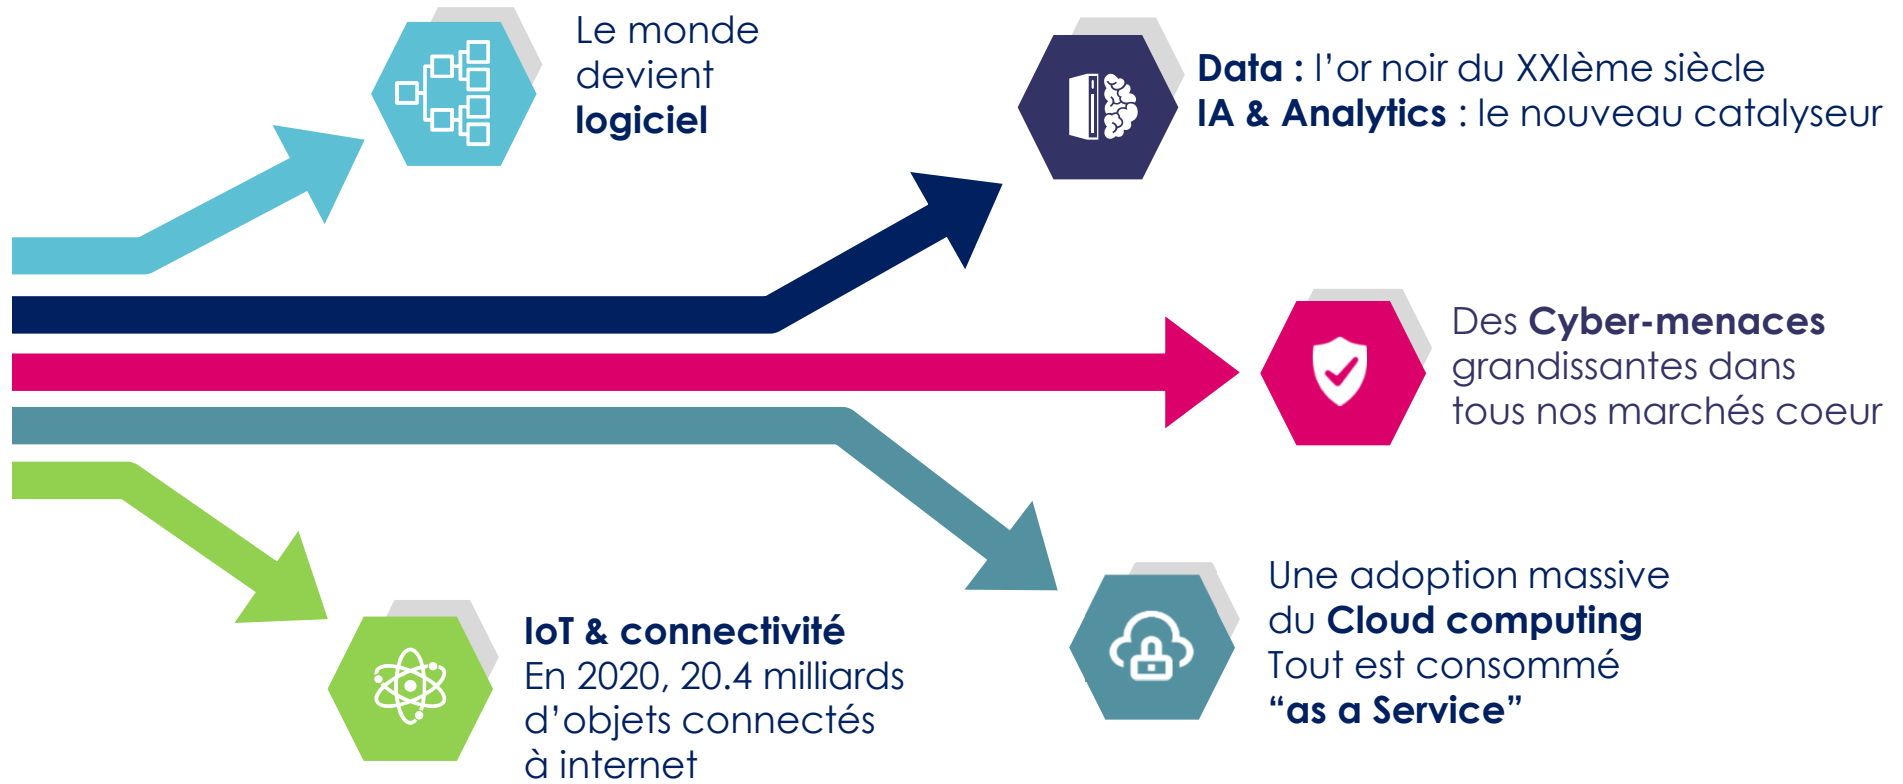 Le monde
devient
logiciel
Data : l’or noir du XXIème siècle
IA & Analytics : le nouveau catalyseur
Des Cyber-menaces
grandissantes dans
tous nos marchés coeur
IoT & connectivité
En 2020, 20.4 milliards
d’objets connectés
à internet
Une adoption massive
du Cloud computing
Tout est consommé
“as a Service”